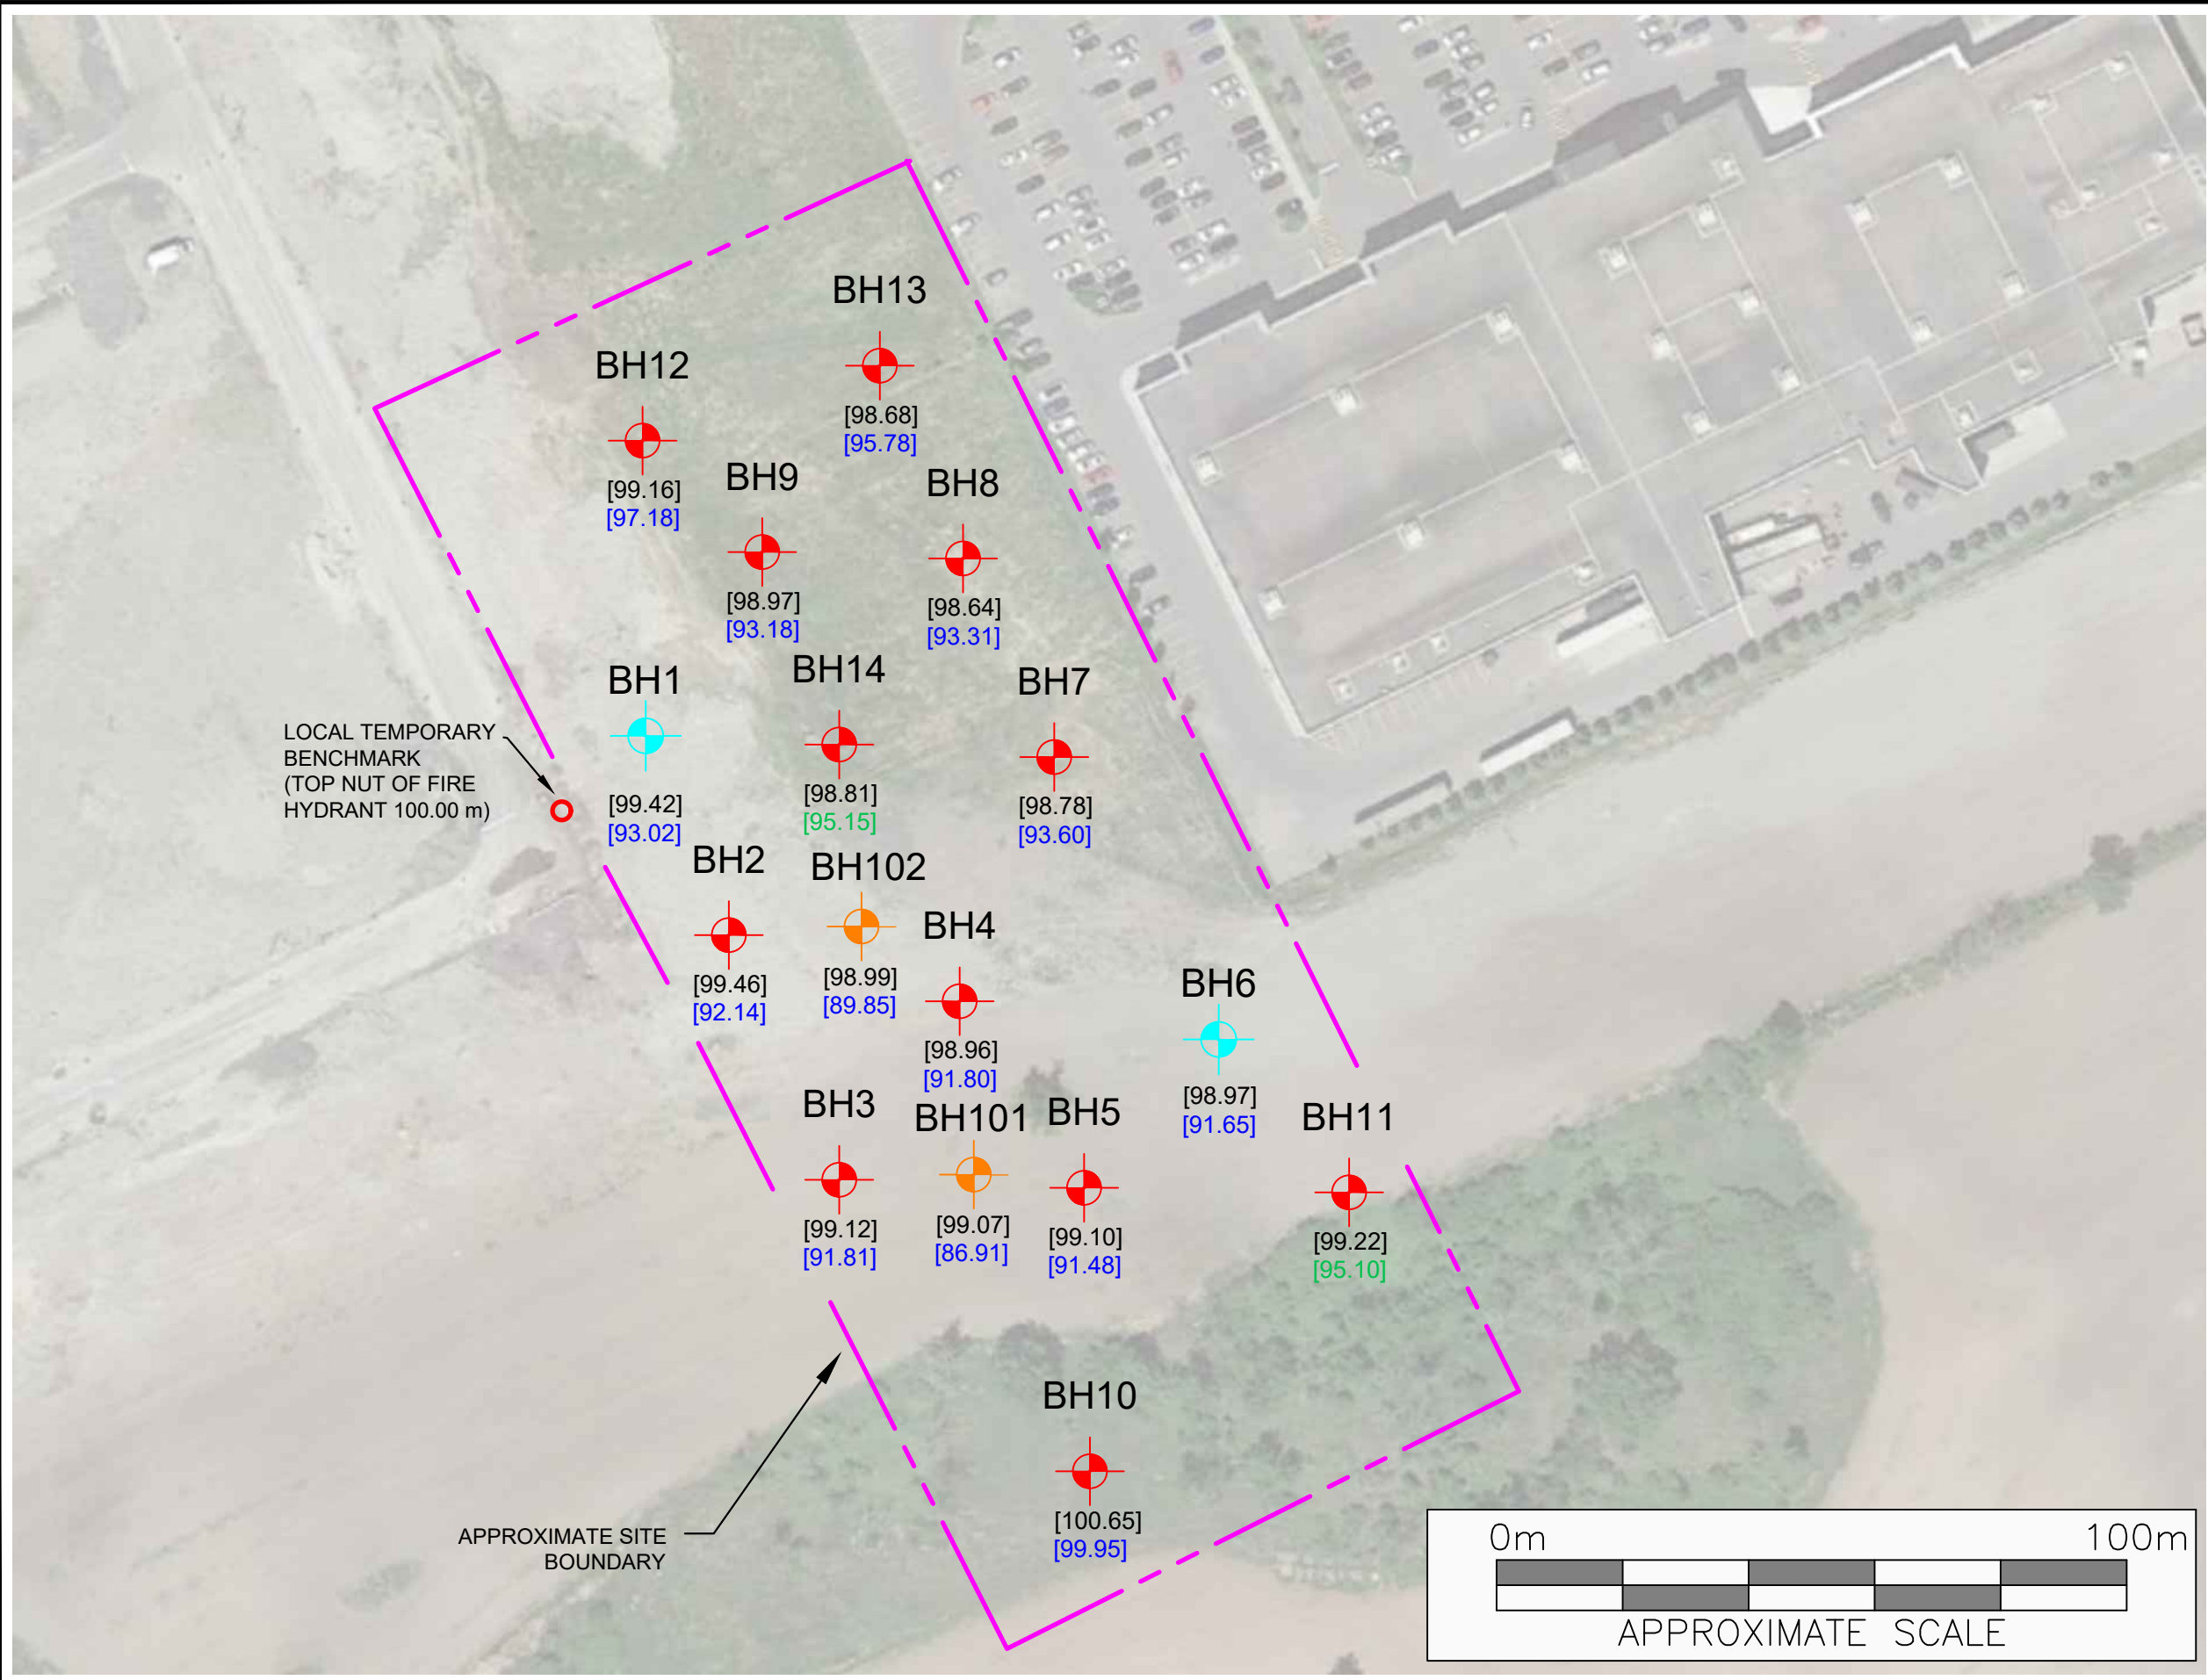 BH13
[98.68]
[95.78]
BH12
[99.16]
[97.18]
BH9
[98.97]
[93.18]
BH8
[98.64]
[93.31]
BH1
[99.42]
[93.02]
BH14
[98.81]
[95.15]
BH7
[98.78]
[93.60]
LOCAL TEMPORARY
BENCHMARK
(TOP NUT OF FIRE
HYDRANT 100.00 m)
BH2
[99.46]
[92.14]
BH102
[98.99]
[89.85]
BH4
[98.96]
[91.80]
BH6
[98.97]
[91.65]
BH3
[99.12]
[91.81]
BH101
[99.07]
[86.91]
BH5
[99.10]
[91.48]
BH11
[99.22]
[95.10]
BH10
[100.65]
[99.95]
APPROXIMATE SITE
BOUNDARY
0m 100m
APPROXIMATE SCALE